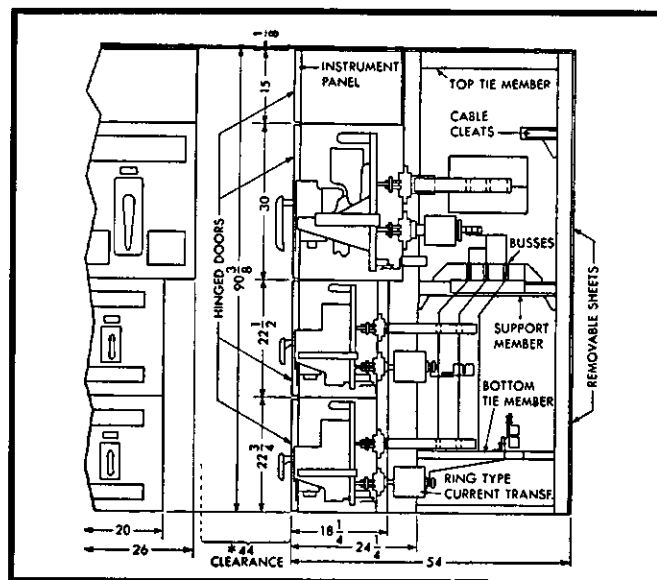 1/8
INSTRUMENT
PANEL
TOP TIE MEMBER
15
CABLE
CLEATS
HINGED DOORS
30
90 3/8
BUSSES
REMOVABLE SHEETS
22 1/2
SUPPORT
MEMBER
BOTTOM
TIE MEMBER
22 3/4
RING TYPE
CURRENT TRANSF.
20
18 1/4
26
*44
24 1/4
CLEARANCE
54